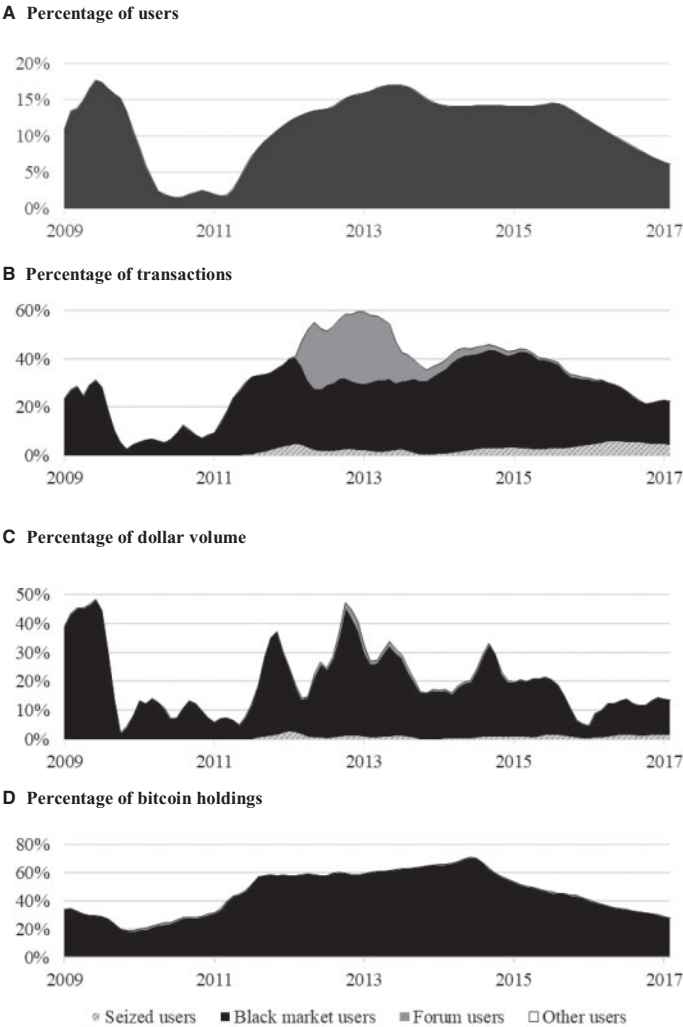 A Percentage of users
20%
15%
10%
5%
0%
2009 2011 2013 2015 2017
B Percentage of transactions
60%
40%
20%
0%
2009 2011 2013 2015 2017
C Percentage of dollar volume
50%
40%
30%
20%
10%
0%
2009 2011 2013 2015 2017
D Percentage of bitcoin holdings
80%
60%
40%
20%
0%
2009 2011 2013 2015 2017
Seized users Black market users Forum users Other users